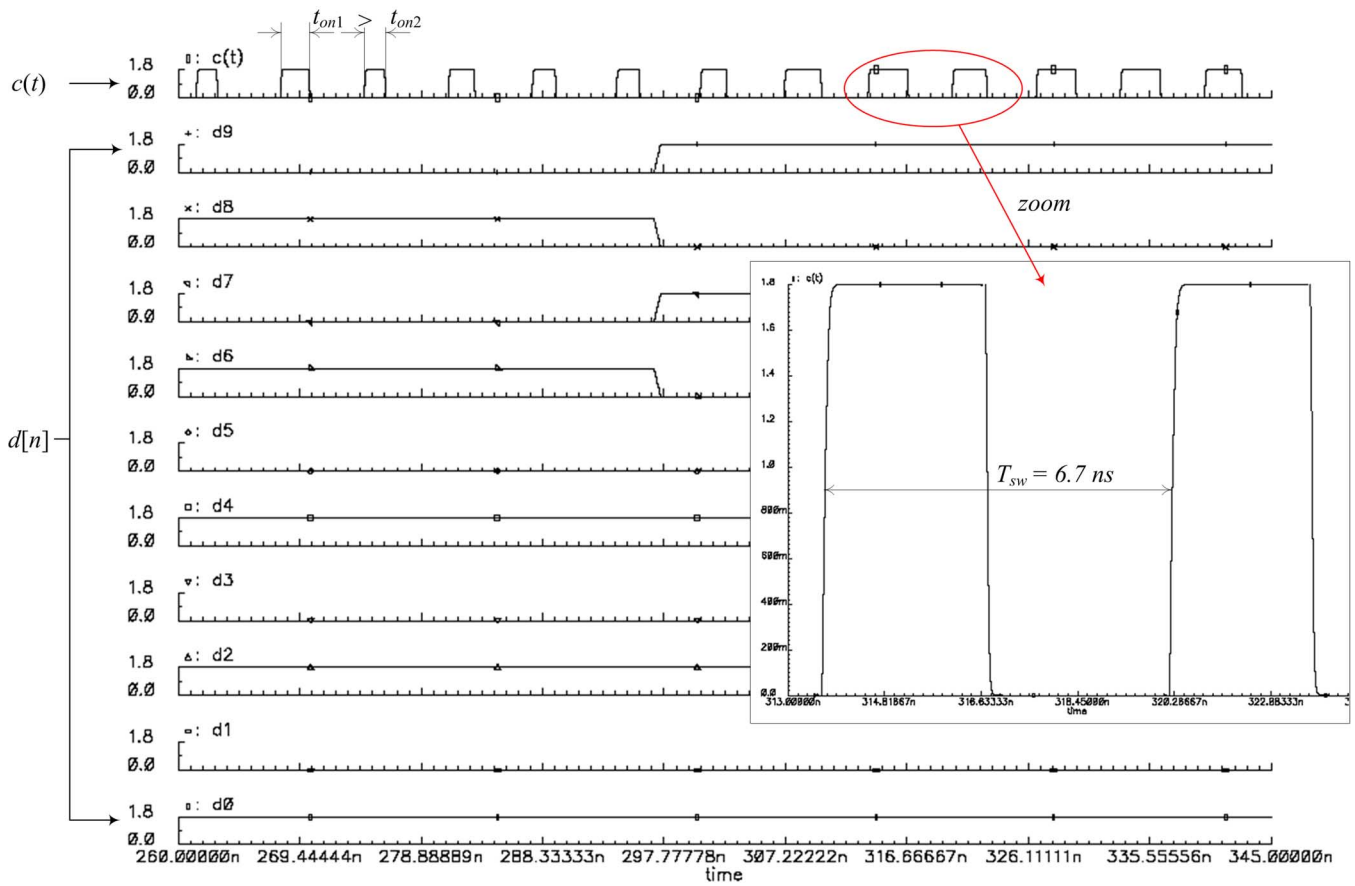 t_on1 > t_on2
c(t)
1.8
0.0
▯: c(t)
d[n]
+: d9
1.8
0.0
×: d8
1.8
0.0
d7
1.8
0.0
d6
1.8
0.0
◇: d5
1.8
0.0
□: d4
1.8
0.0
▿: d3
1.8
0.0
▵: d2
1.8
0.0
▭: d1
1.8
0.0
▯: d0
1.8
0.0
260.00000n 269.44444n 278.88889n 288.33333n 297.77778n 307.22222n 316.66667n 326.11111n 335.55556n 345.00000n
time
zoom
▮: c(t)
1.8
1.6
1.4
1.2
1.0
800m
600m
400m
200m
0.0
T_sw = 6.7 ns
313.00000n 314.81667n 316.63333n 318.45000n 320.26667n
time